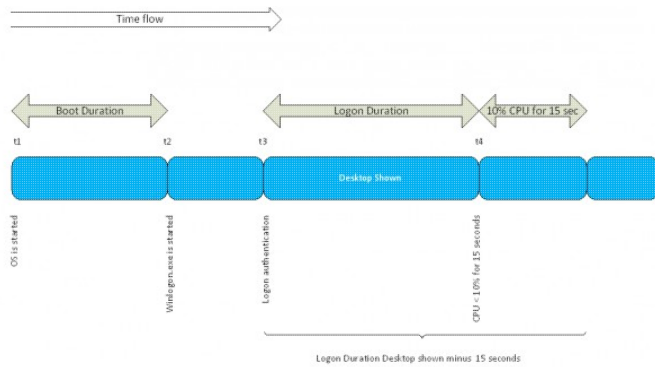 Time flow
Boot Duration
Logon Duration
10% CPU for 15 sec
t1
t2
t3
t4
Desktop Shown
OS is started
Winlogon.exe is started
Logon authentication
CPU < 10% for 15 seconds
Logon Duration Desktop shown minus 15 seconds